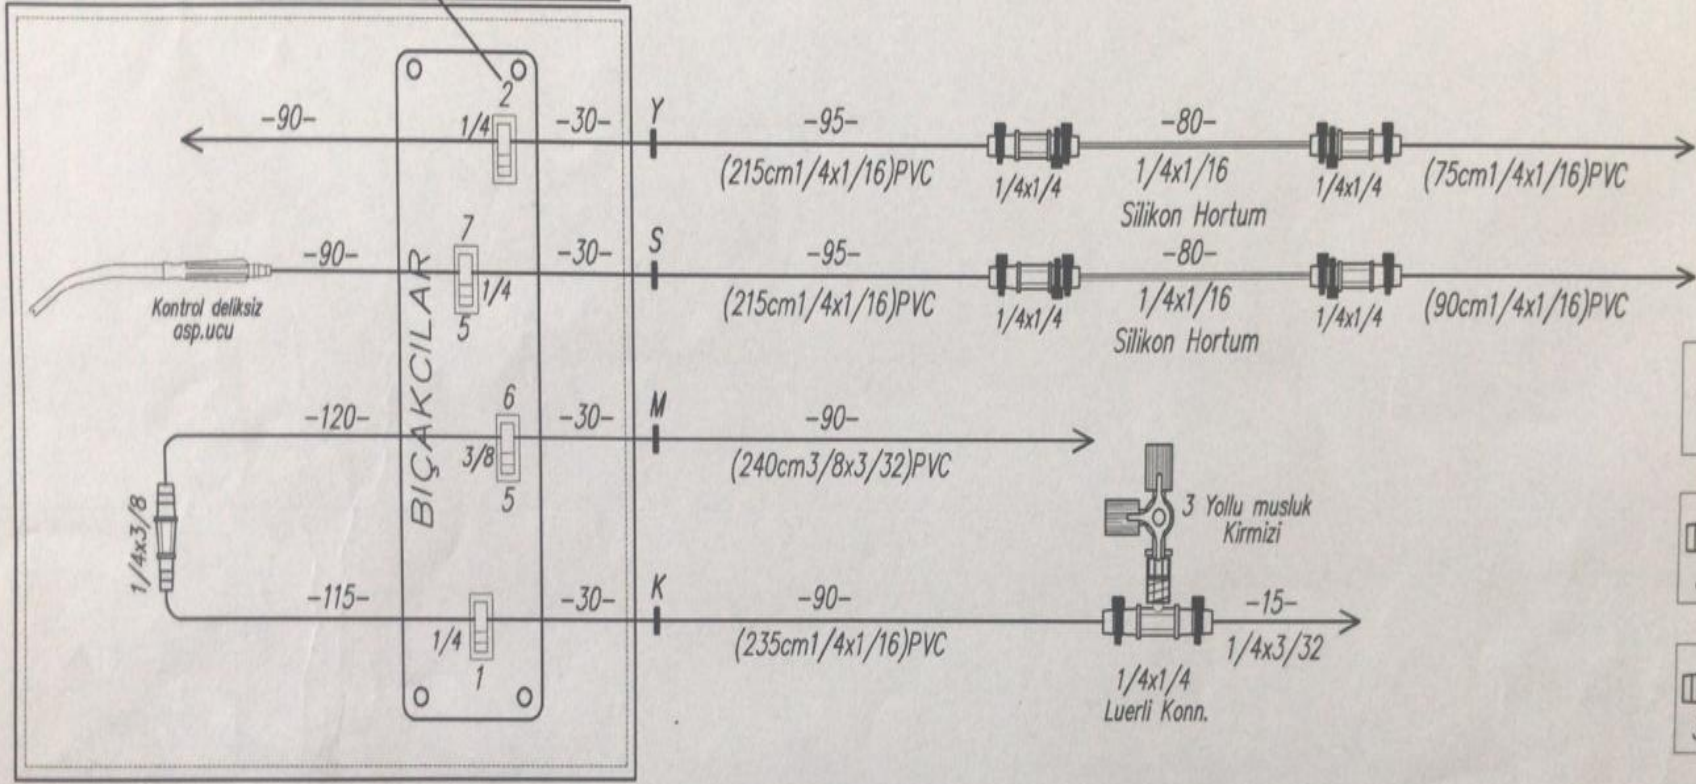 2
-90-
1/4
-30-
Y
-95-
-80-
(215cm1/4x1/16)PVC
1/4x1/4
1/4x1/16
1/4x1/4
(75cm1/4x1/16)PVC
Silikon Hortum
7
-90-
-30-
S
-95-
-80-
1/4
(215cm1/4x1/16)PVC
1/4x1/4
1/4x1/16
1/4x1/4
(90cm1/4x1/16)PVC
Kontrol deliksiz
asp.ucu
5
Silikon Hortum
BIÇAKCILAR
6
-120-
-30-
M
-90-
3/8
(240cm3/8x3/32)PVC
5
3 Yollu musluk
Kirmizi
1/4x3/8
-115-
-30-
K
-90-
-15-
1/4
(235cm1/4x1/16)PVC
1/4x3/32
1
1/4x1/4
Luerli Konn.